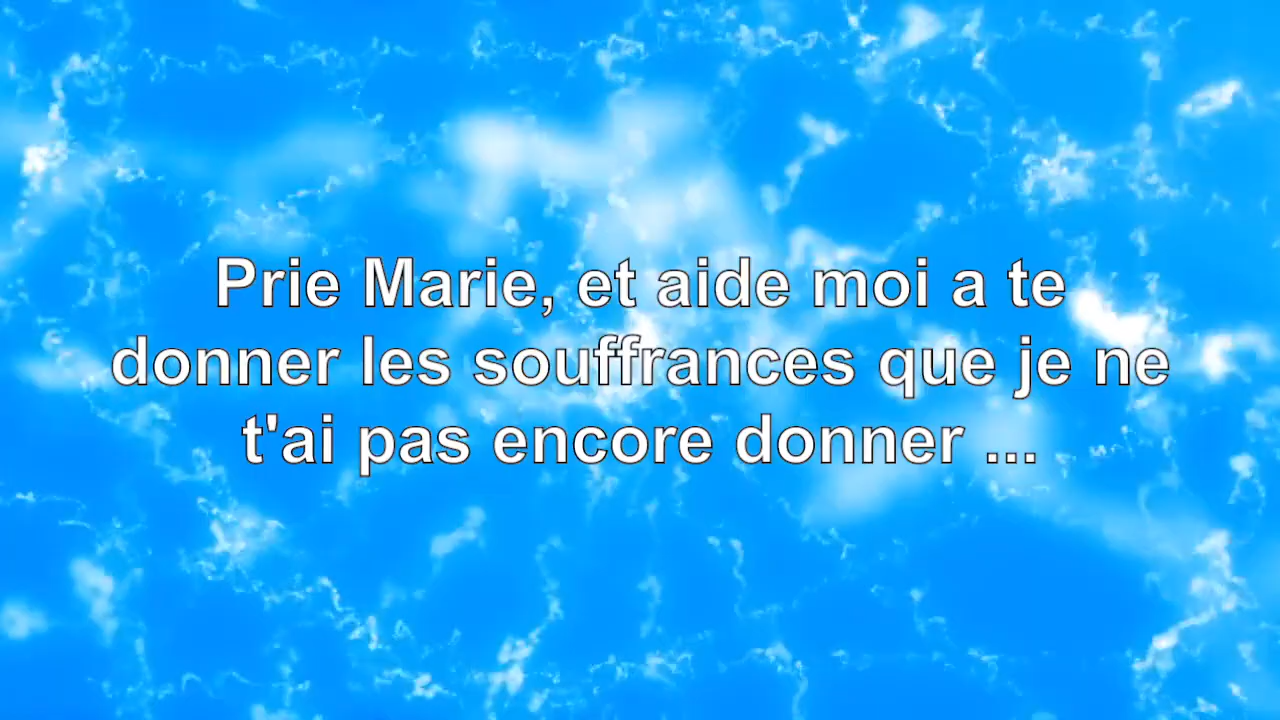 Prie Marie, et aide moi a te
donner les souffrances que je ne
t'ai pas encore donner ...